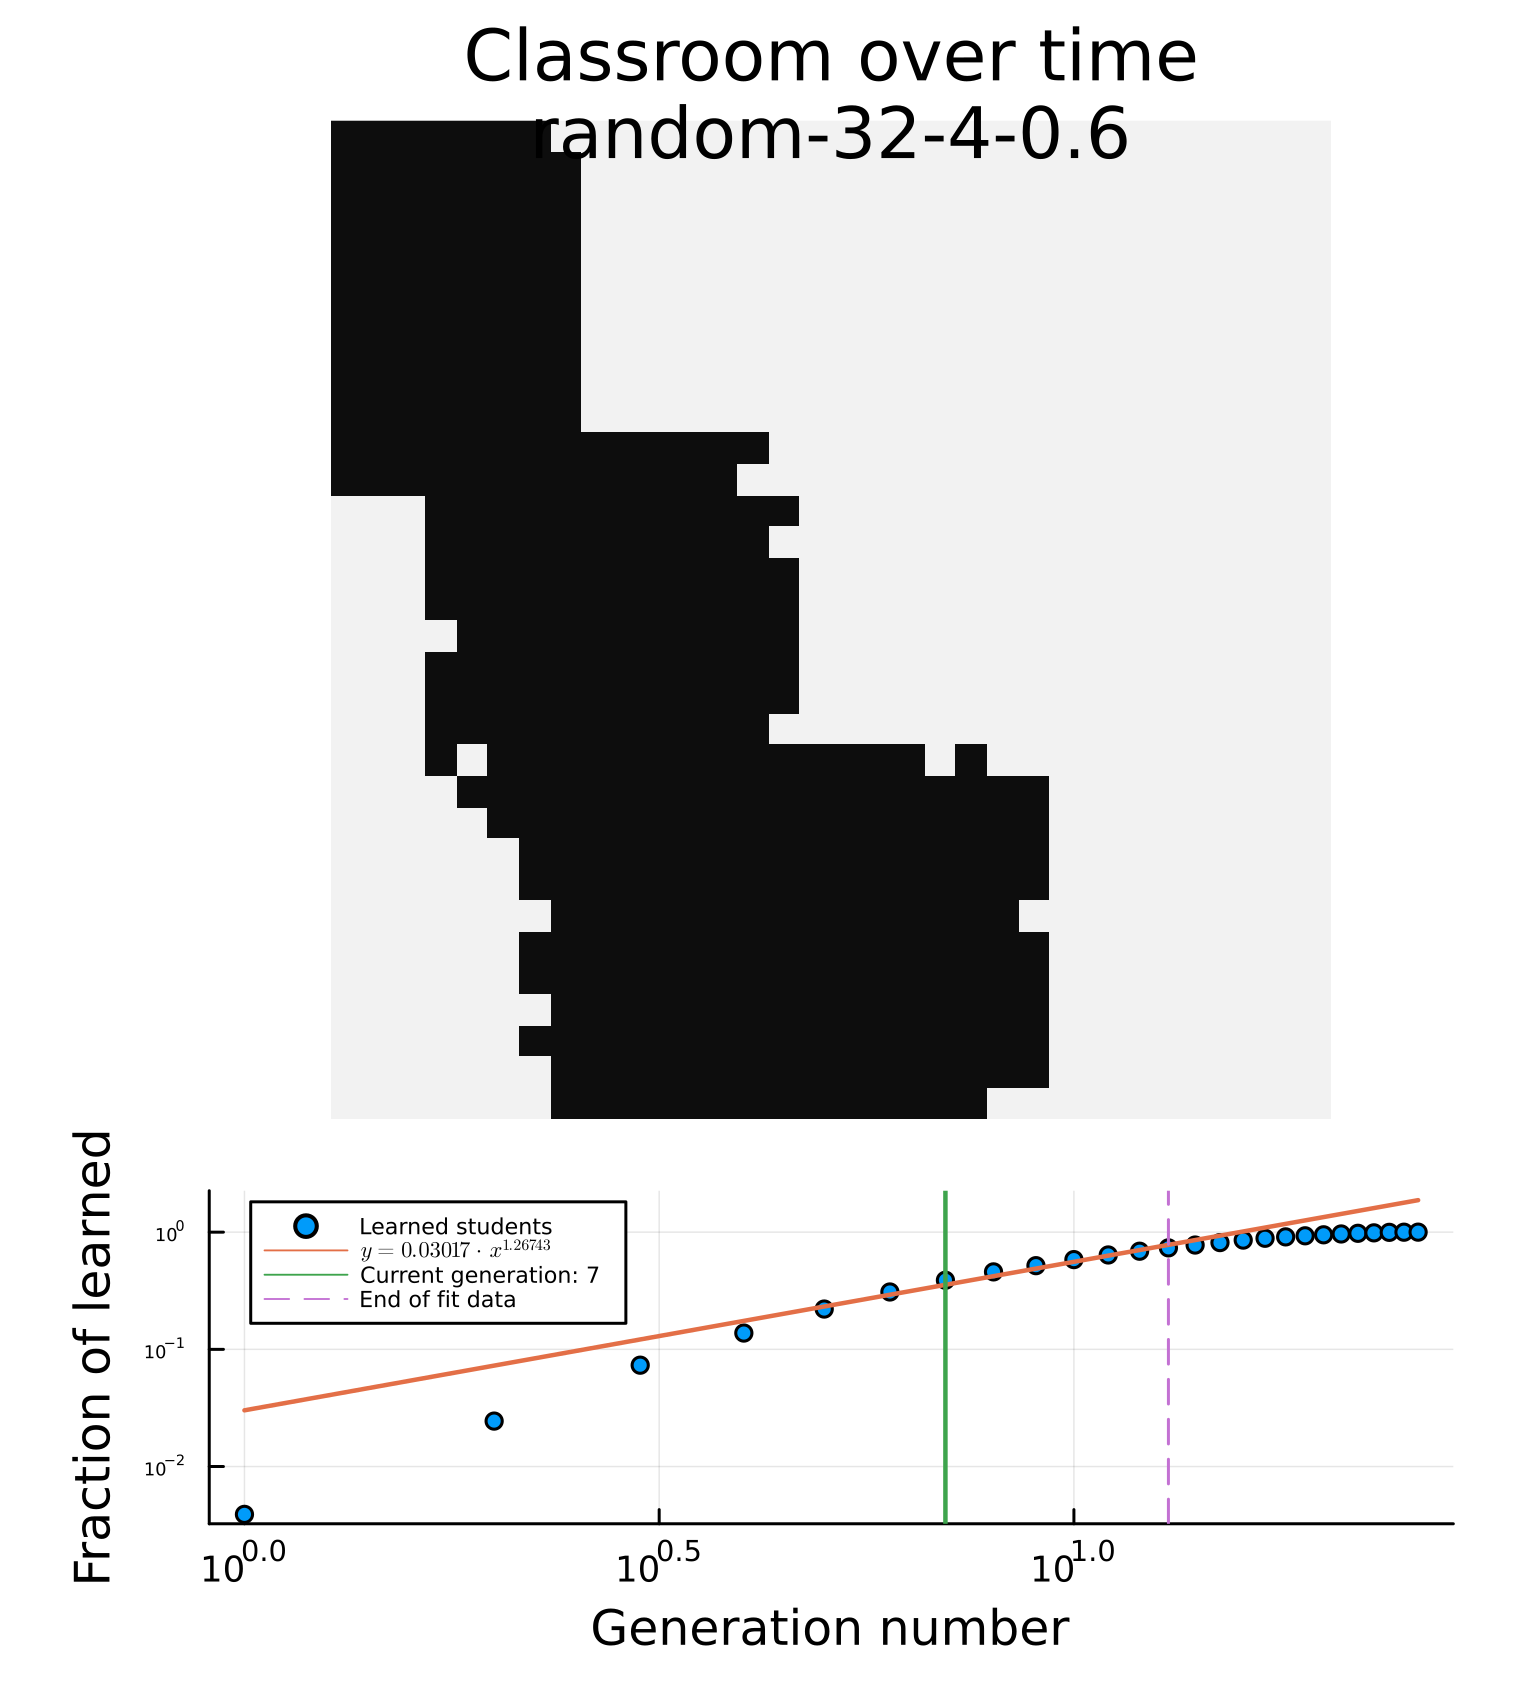 Classroom over time
random-32-4-0.6
Fraction of learned
10^0
10^−1
10^−2
Learned students
y = 0.03017 · x^1.26743
Current generation: 7
End of fit data
10^0.0 10^0.5 10^1.0
Generation number